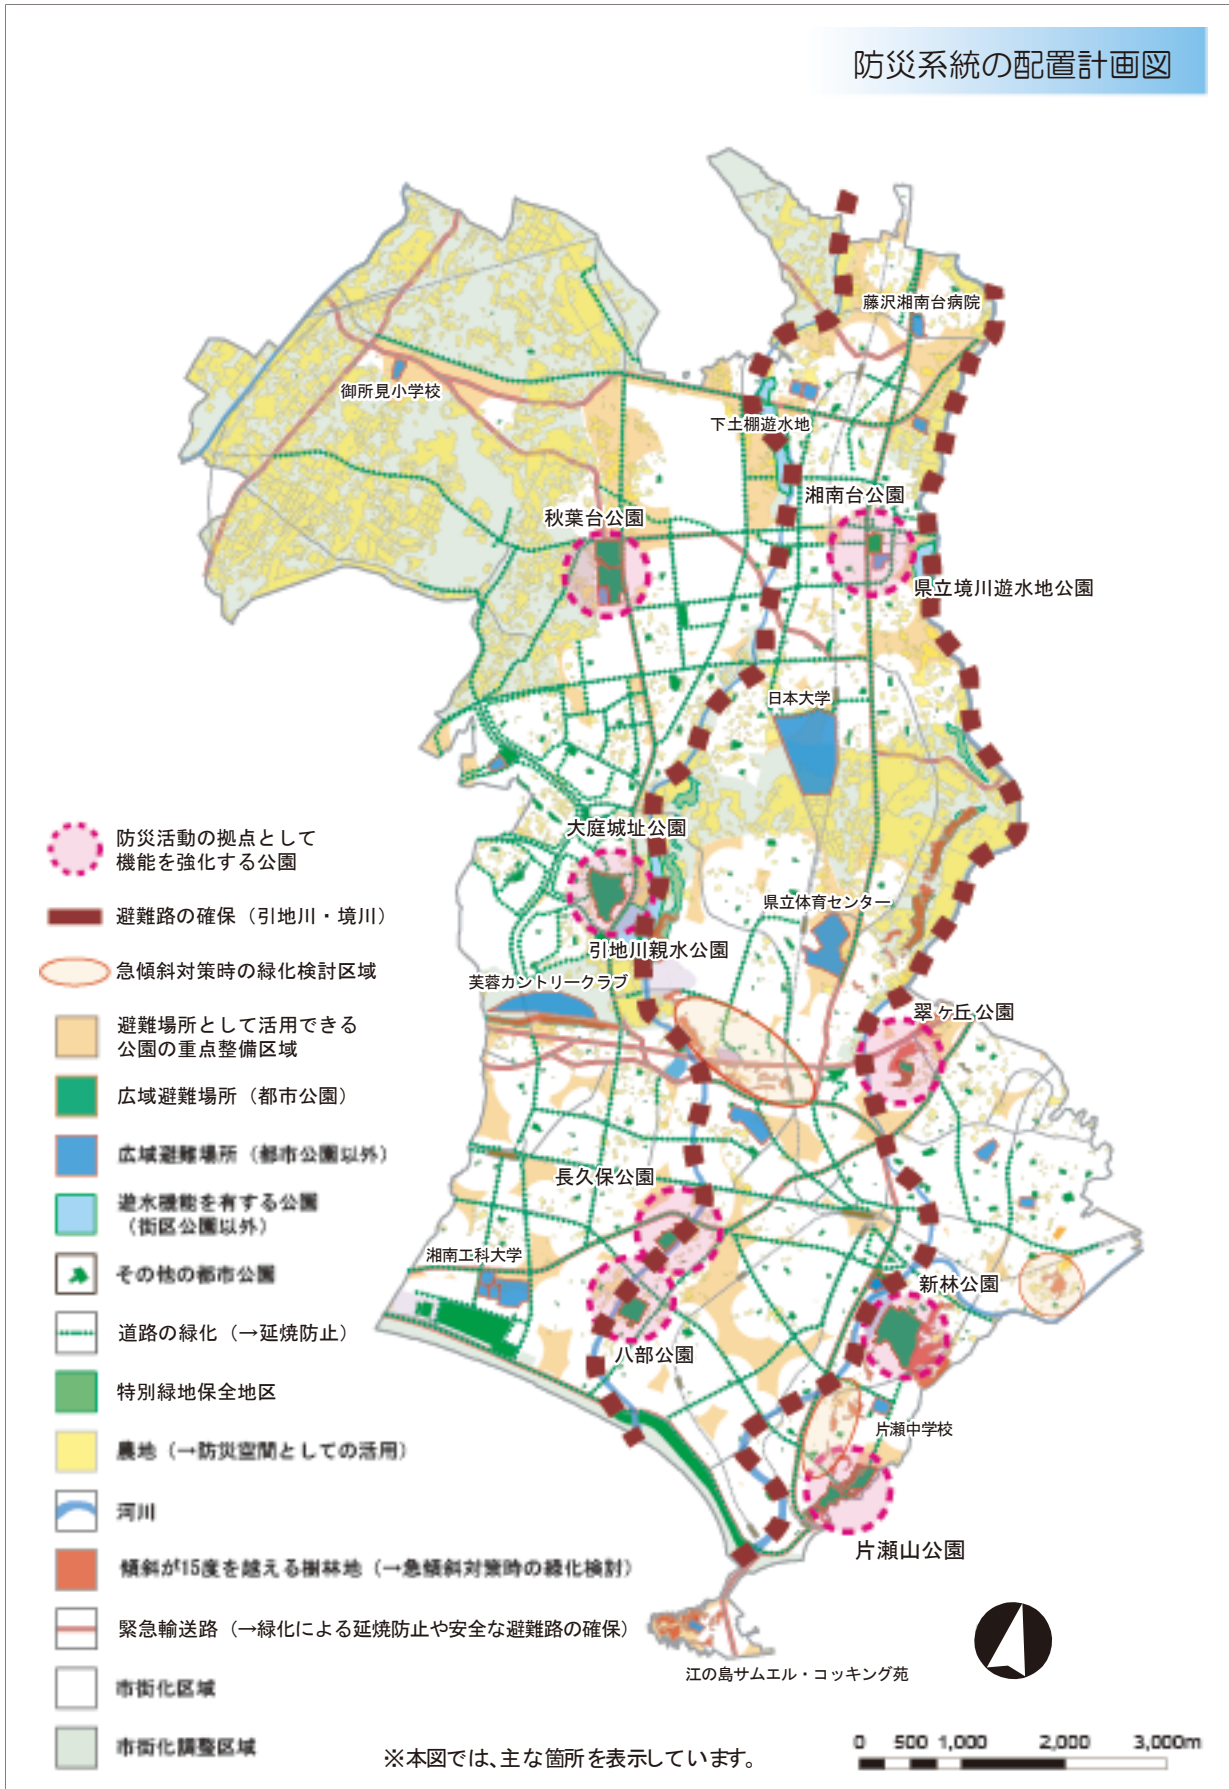 防災系統の配置計画図
藤沢湘南台病院
御所見小学校
下土棚遊水地
湘南台公園
秋葉台公園
県立境川遊水地公園
日本大学
大庭城址公園
県立体育センター
引地川親水公園
芙蓉カントリークラブ
翠ヶ丘公園
長久保公園
湘南工科大学
新林公園
八部公園
片瀬中学校
片瀬山公園
江の島サムエル・コッキング苑
防災活動の拠点として
機能を強化する公園
避難路の確保（引地川・境川）
急傾斜対策時の緑化検討区域
避難場所として活用できる
公園の重点整備区域
広域避難場所（都市公園）
広域避難場所（都市公園以外）
遊水機能を有する公園
（街区公園以外）
その他の都市公園
道路の緑化（→延焼防止）
特別緑地保全地区
農地（→防災空間としての活用）
河川
傾斜が15度を越える樹林地（→急傾斜対策時の緑化検討）
緊急輸送路（→緑化による延焼防止や安全な避難路の確保）
市街化区域
市街化調整区域
※本図では、主な箇所を表示しています。
0 500 1,000 2,000 3,000m